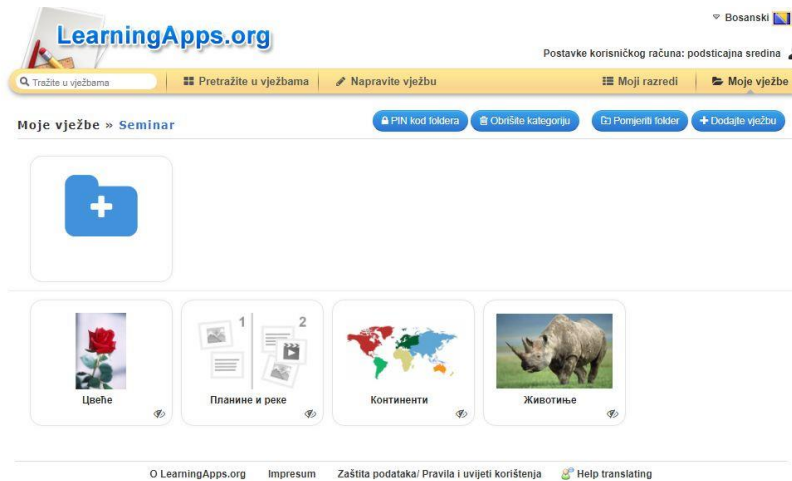 Bosanski
LearningApps.org
Postavke korisničkog računa: podsticajna sredina
Tražite u vježbama
Pretražite u vježbama
Napravite vježbu
Moji razredi
Moje vježbe
Moje vježbe » Seminar
PIN kod foldera
Obrišite kategoriju
Pomjeriti folder
Dodajte vježbu
1 2
Цвеће
Планине и реке
Континенти
Животиње
O LearningApps.org Impresum Zaštita podataka/ Pravila i uvijeti korištenja Help translating